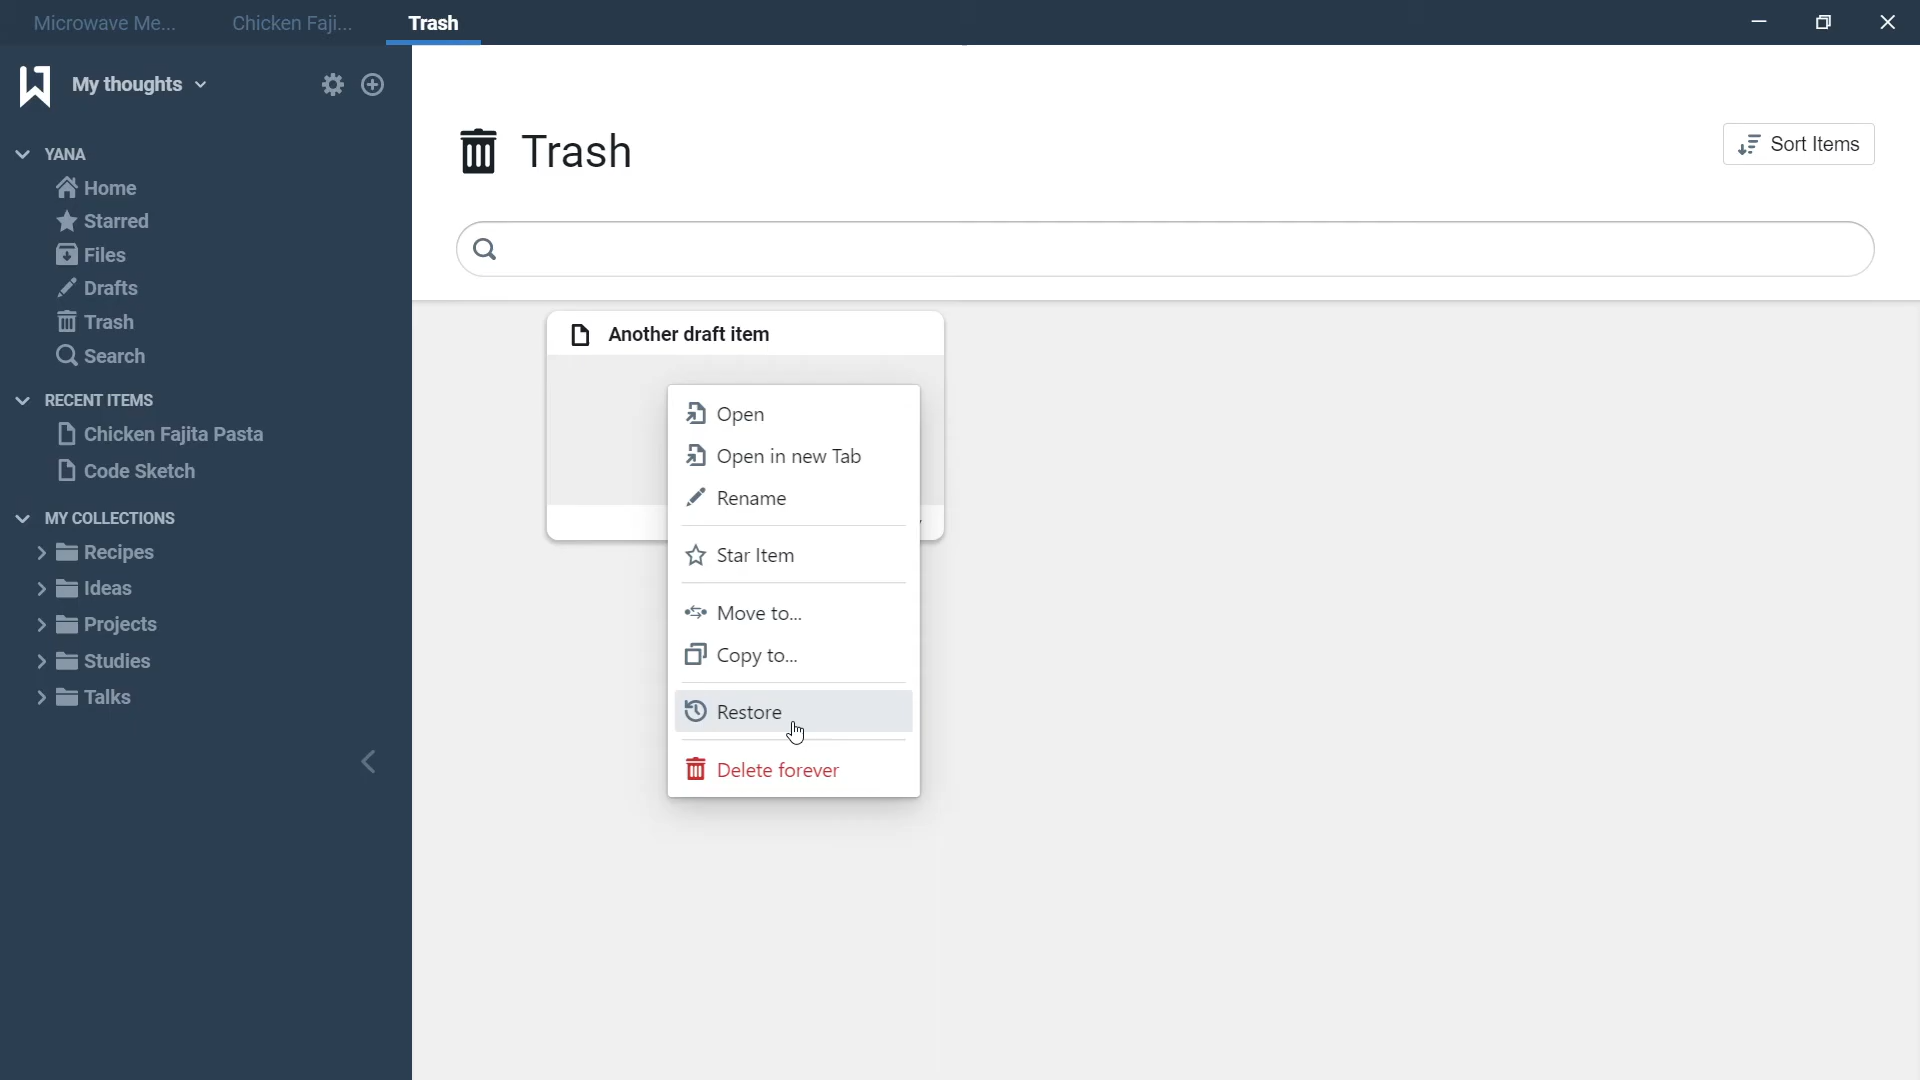 Microwave Me...
Chicken Faji...
Trash
My thoughts
YANA
Home
Starred
Files
Drafts
Trash
Search
RECENT ITEMS
Chicken Fajita Pasta
Code Sketch
MY COLLECTIONS
Recipes
Ideas
Projects
Studies
Talks
Trash
Sort Items
Another draft item
Open
Open in new Tab
Rename
Star Item
Move to...
Copy to...
Restore
Delete forever